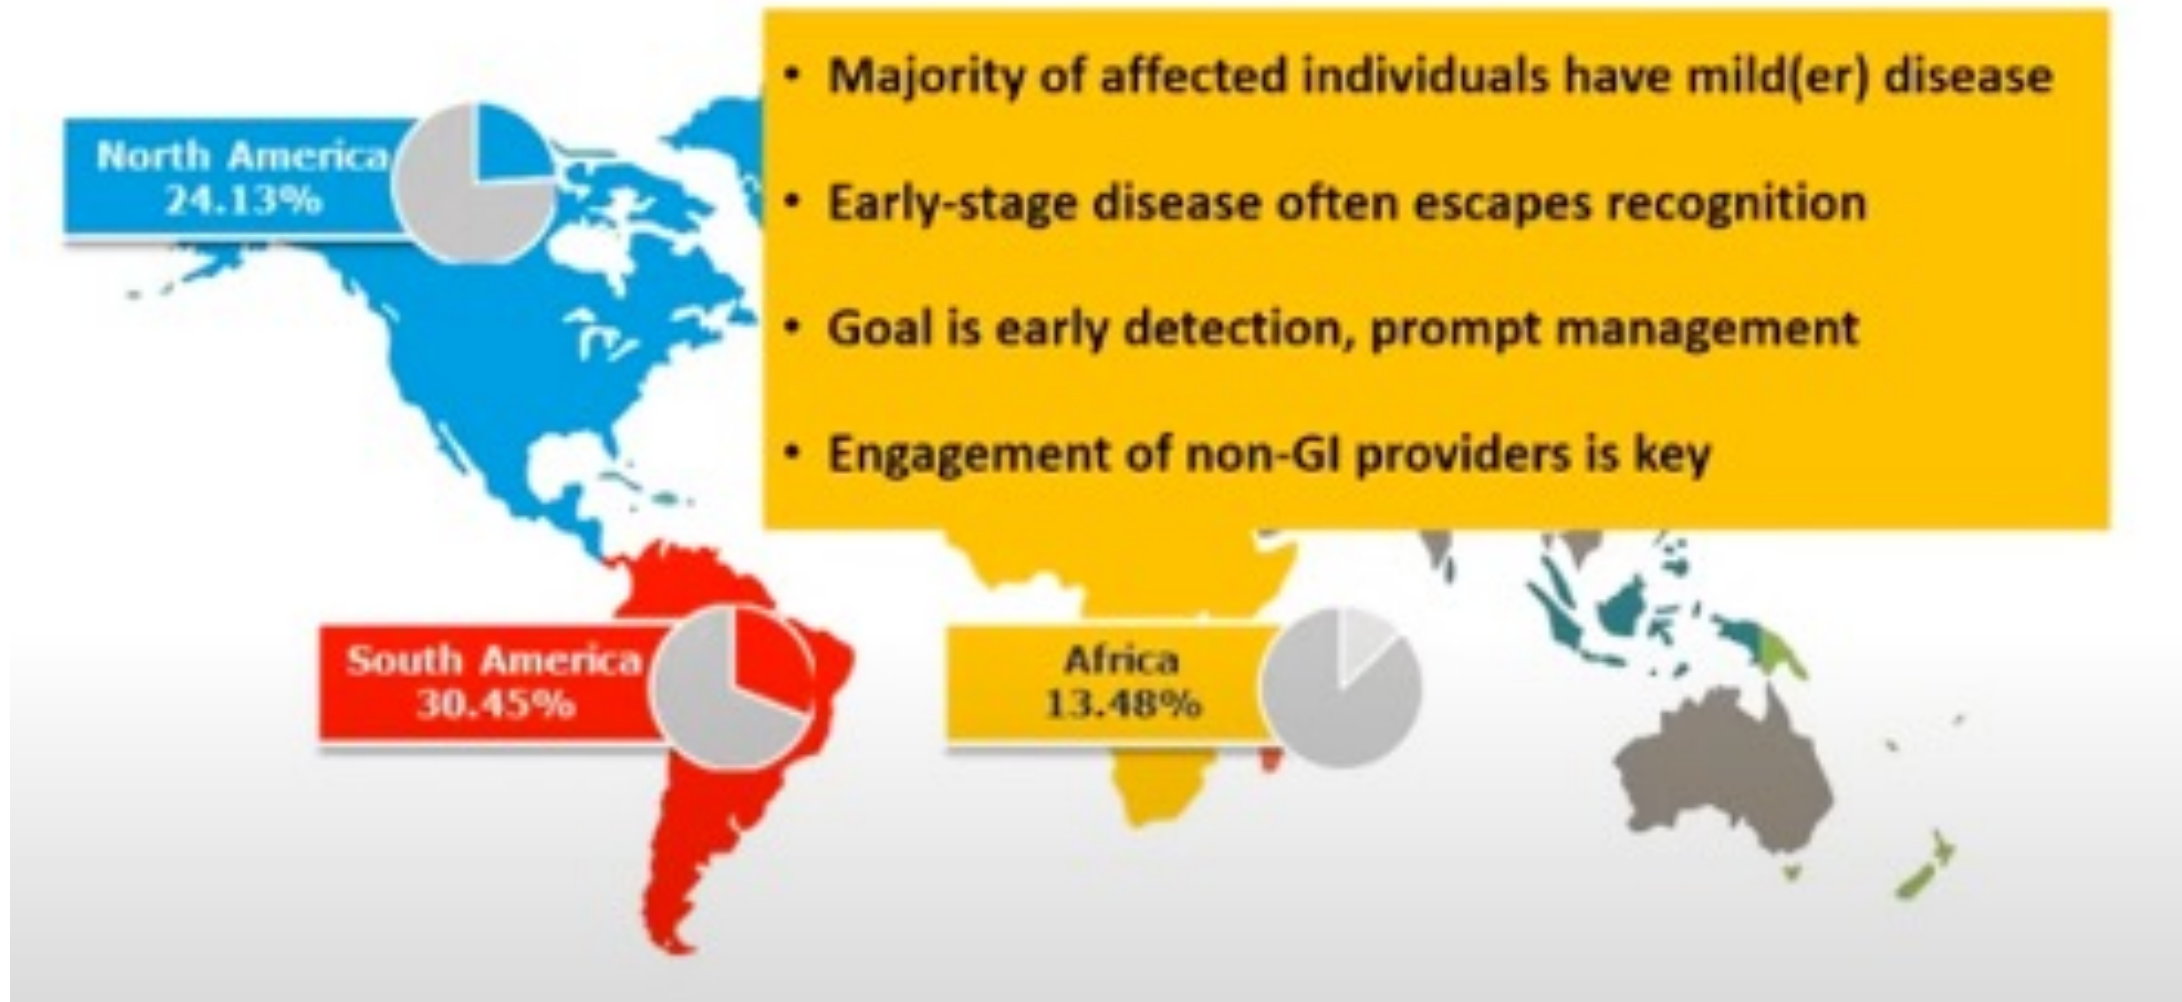 • Majority of affected individuals have mild(er) disease
North America
24.13%
• Early-stage disease often escapes recognition
• Goal is early detection, prompt management
• Engagement of non-GI providers is key
South America
30.45%
Africa
13.48%